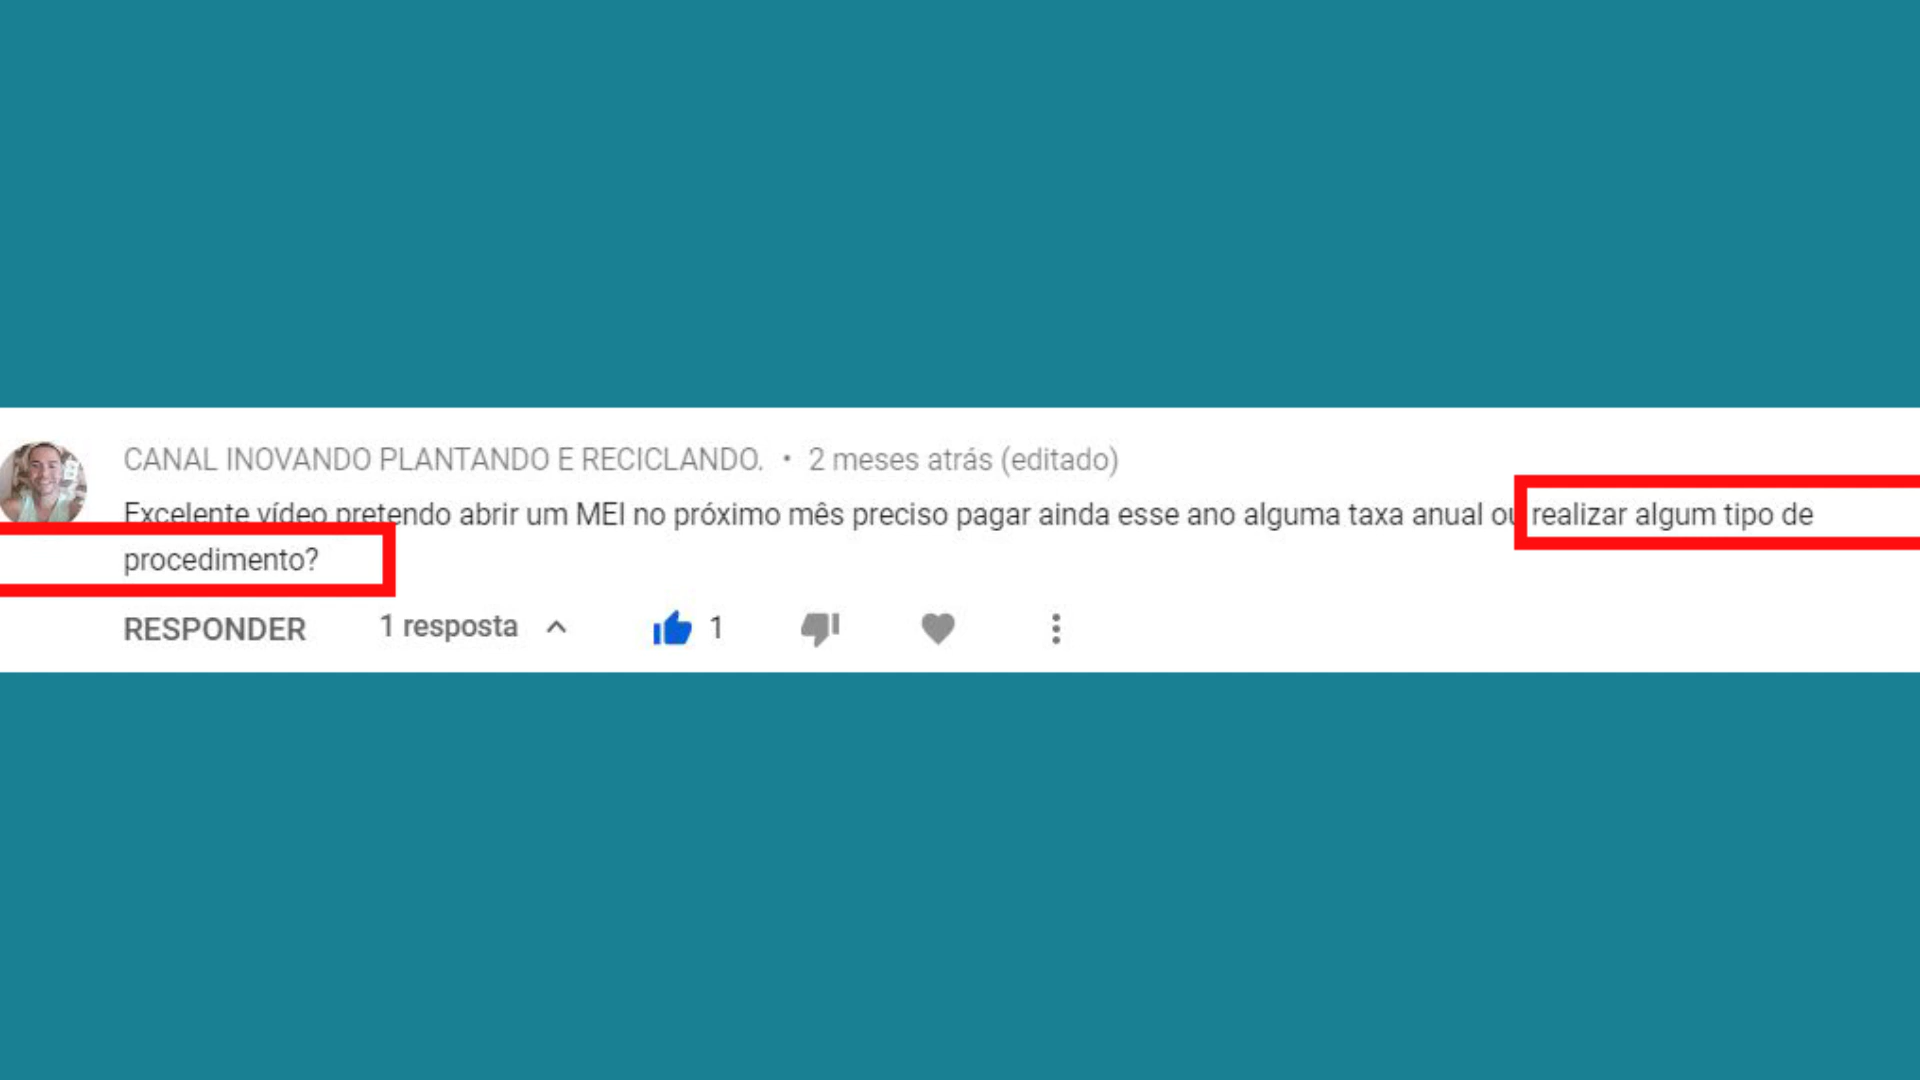 CANAL INOVANDO PLANTANDO E RECICLANDO. • 2 meses atrás (editado)
Excelente vídeo pretendo abrir um MEI no próximo mês preciso pagar ainda esse ano alguma taxa anual ou realizar algum tipo de
procedimento?
RESPONDER 1 resposta 1